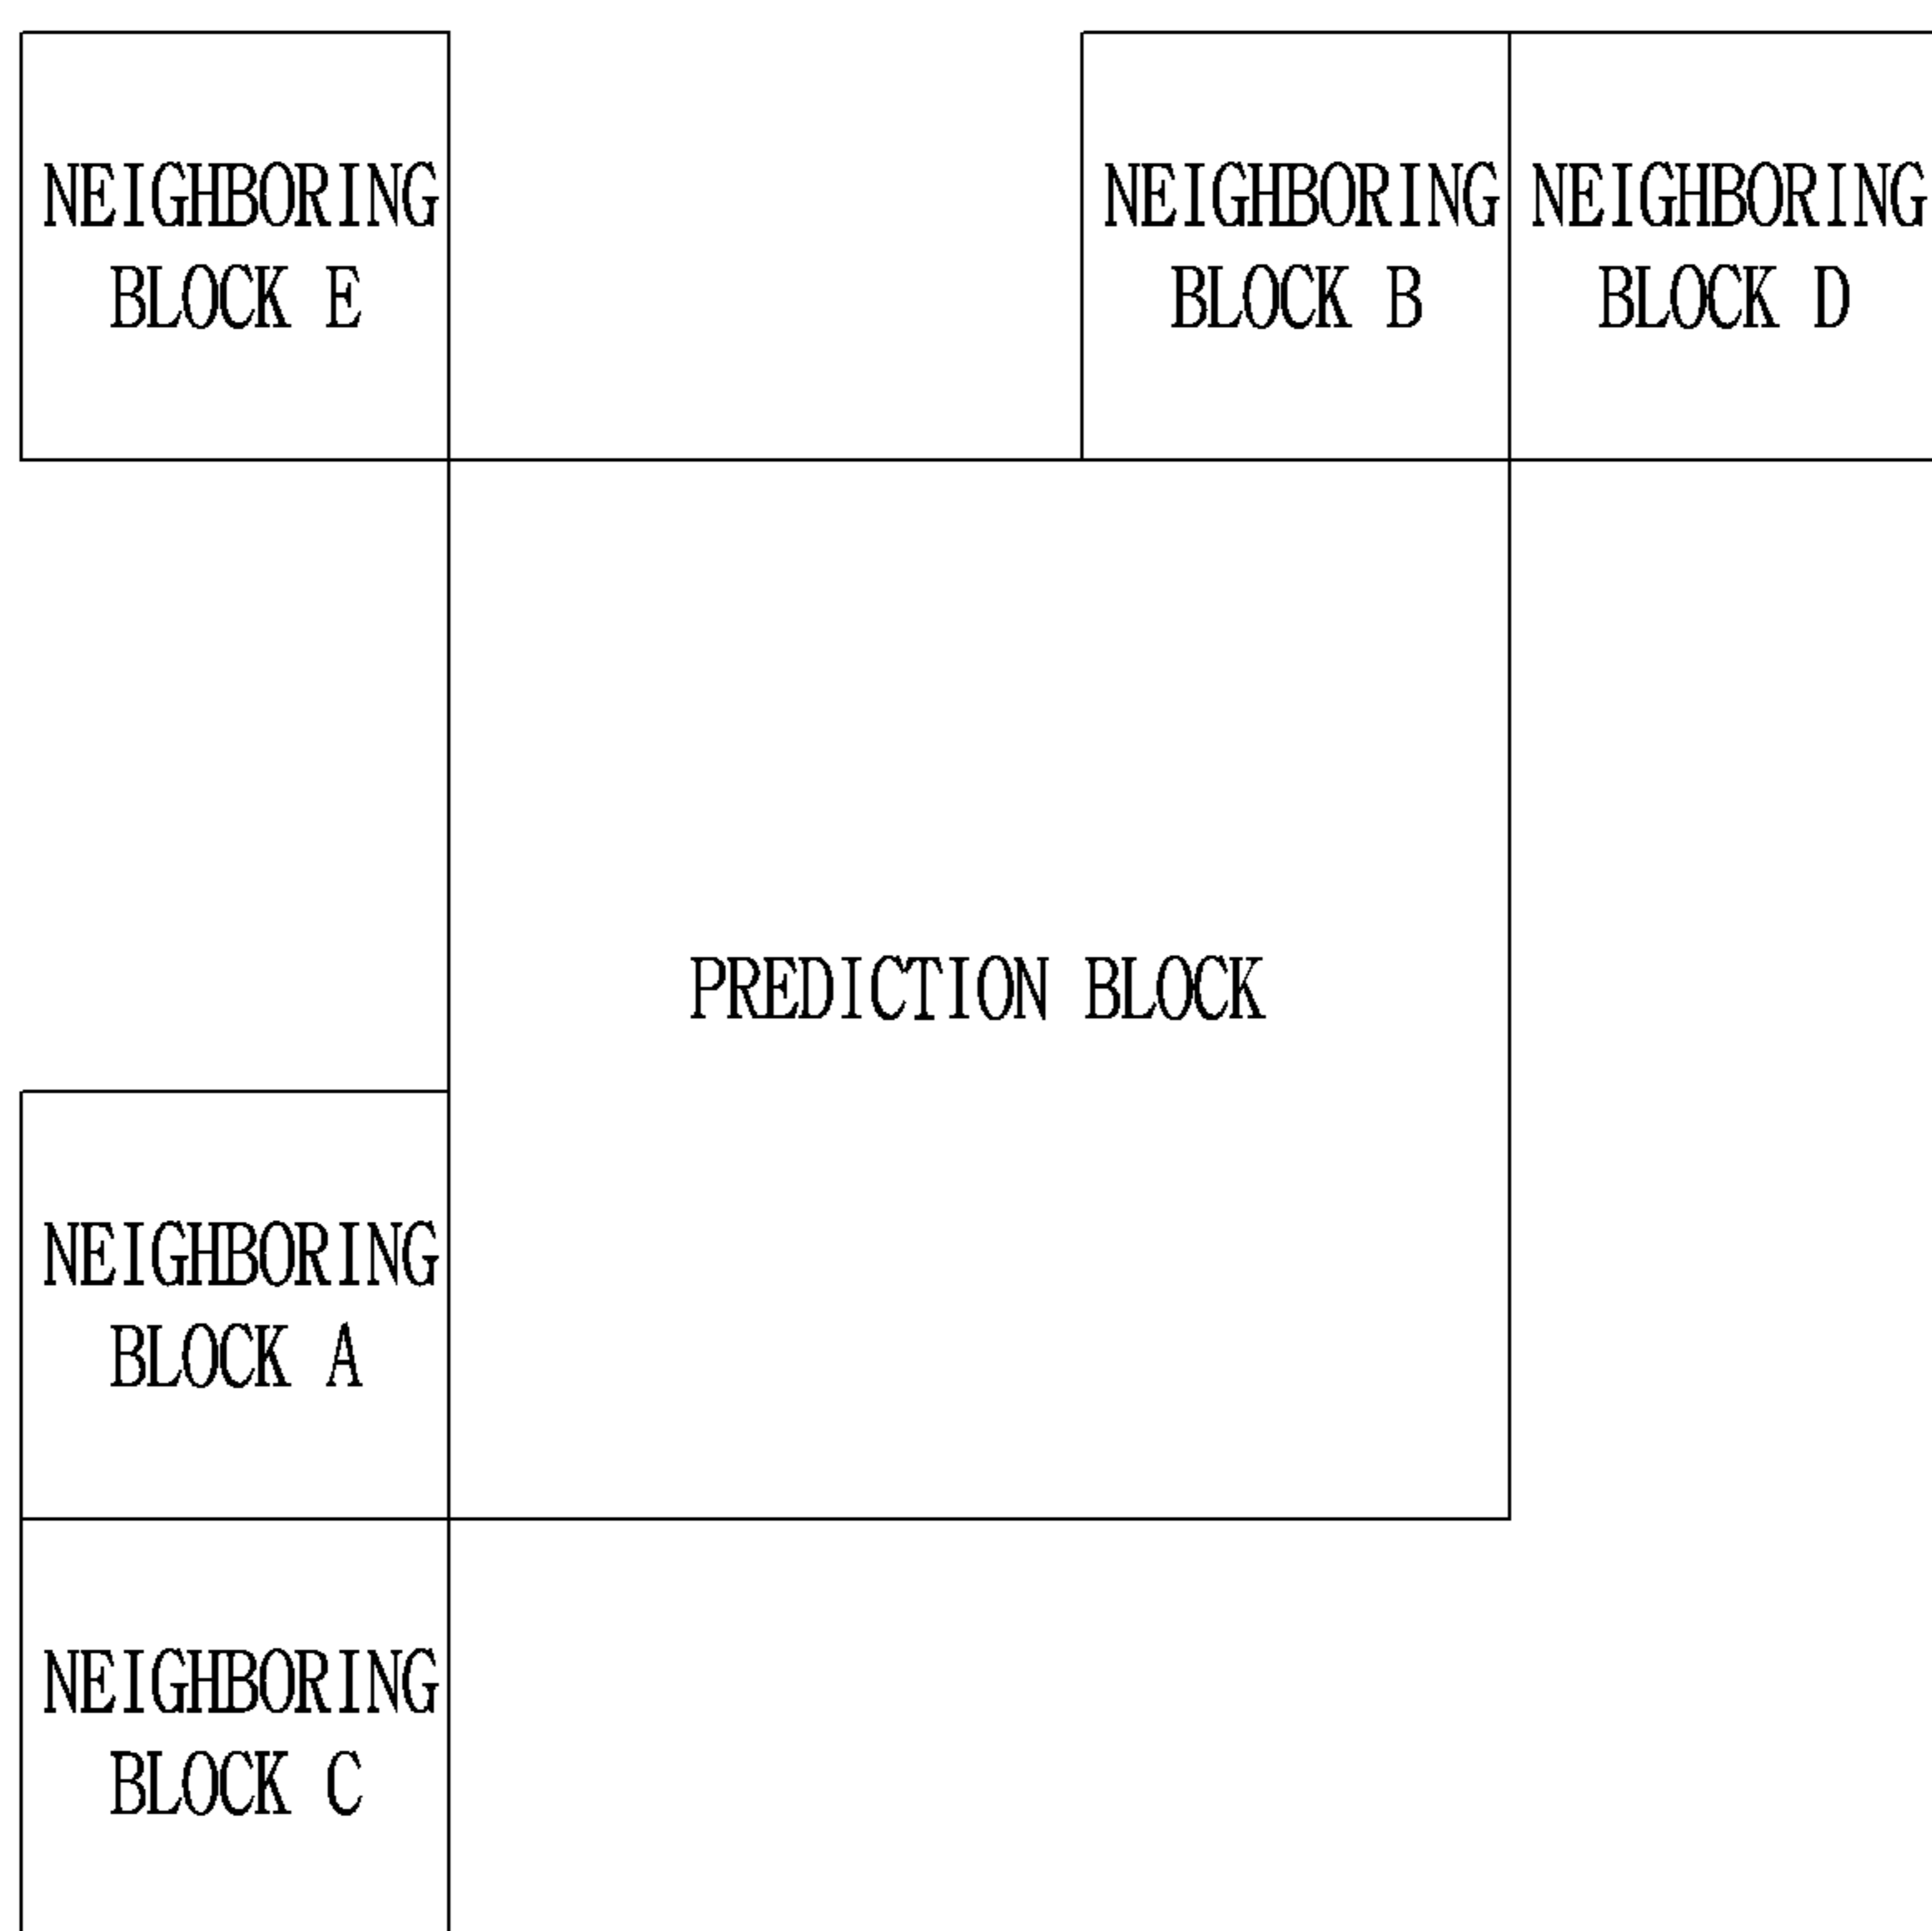 NEIGHBORING
BLOCK E
NEIGHBORING
BLOCK B
NEIGHBORING
BLOCK D
PREDICTION BLOCK
NEIGHBORING
BLOCK A
NEIGHBORING
BLOCK C